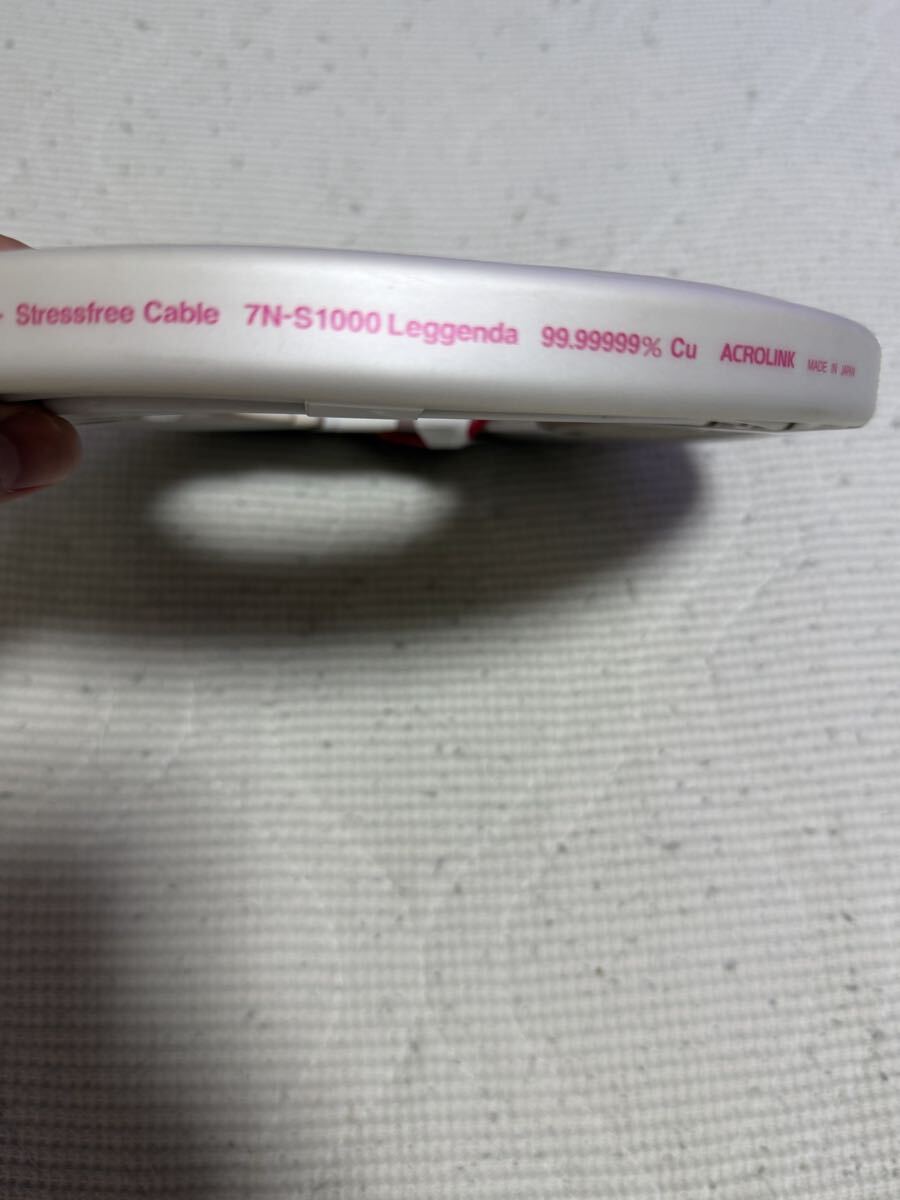 Stressfree Cable 7N-S1000 Leggenda 99.99999% Cu ACROLINK MADE IN JAPAN